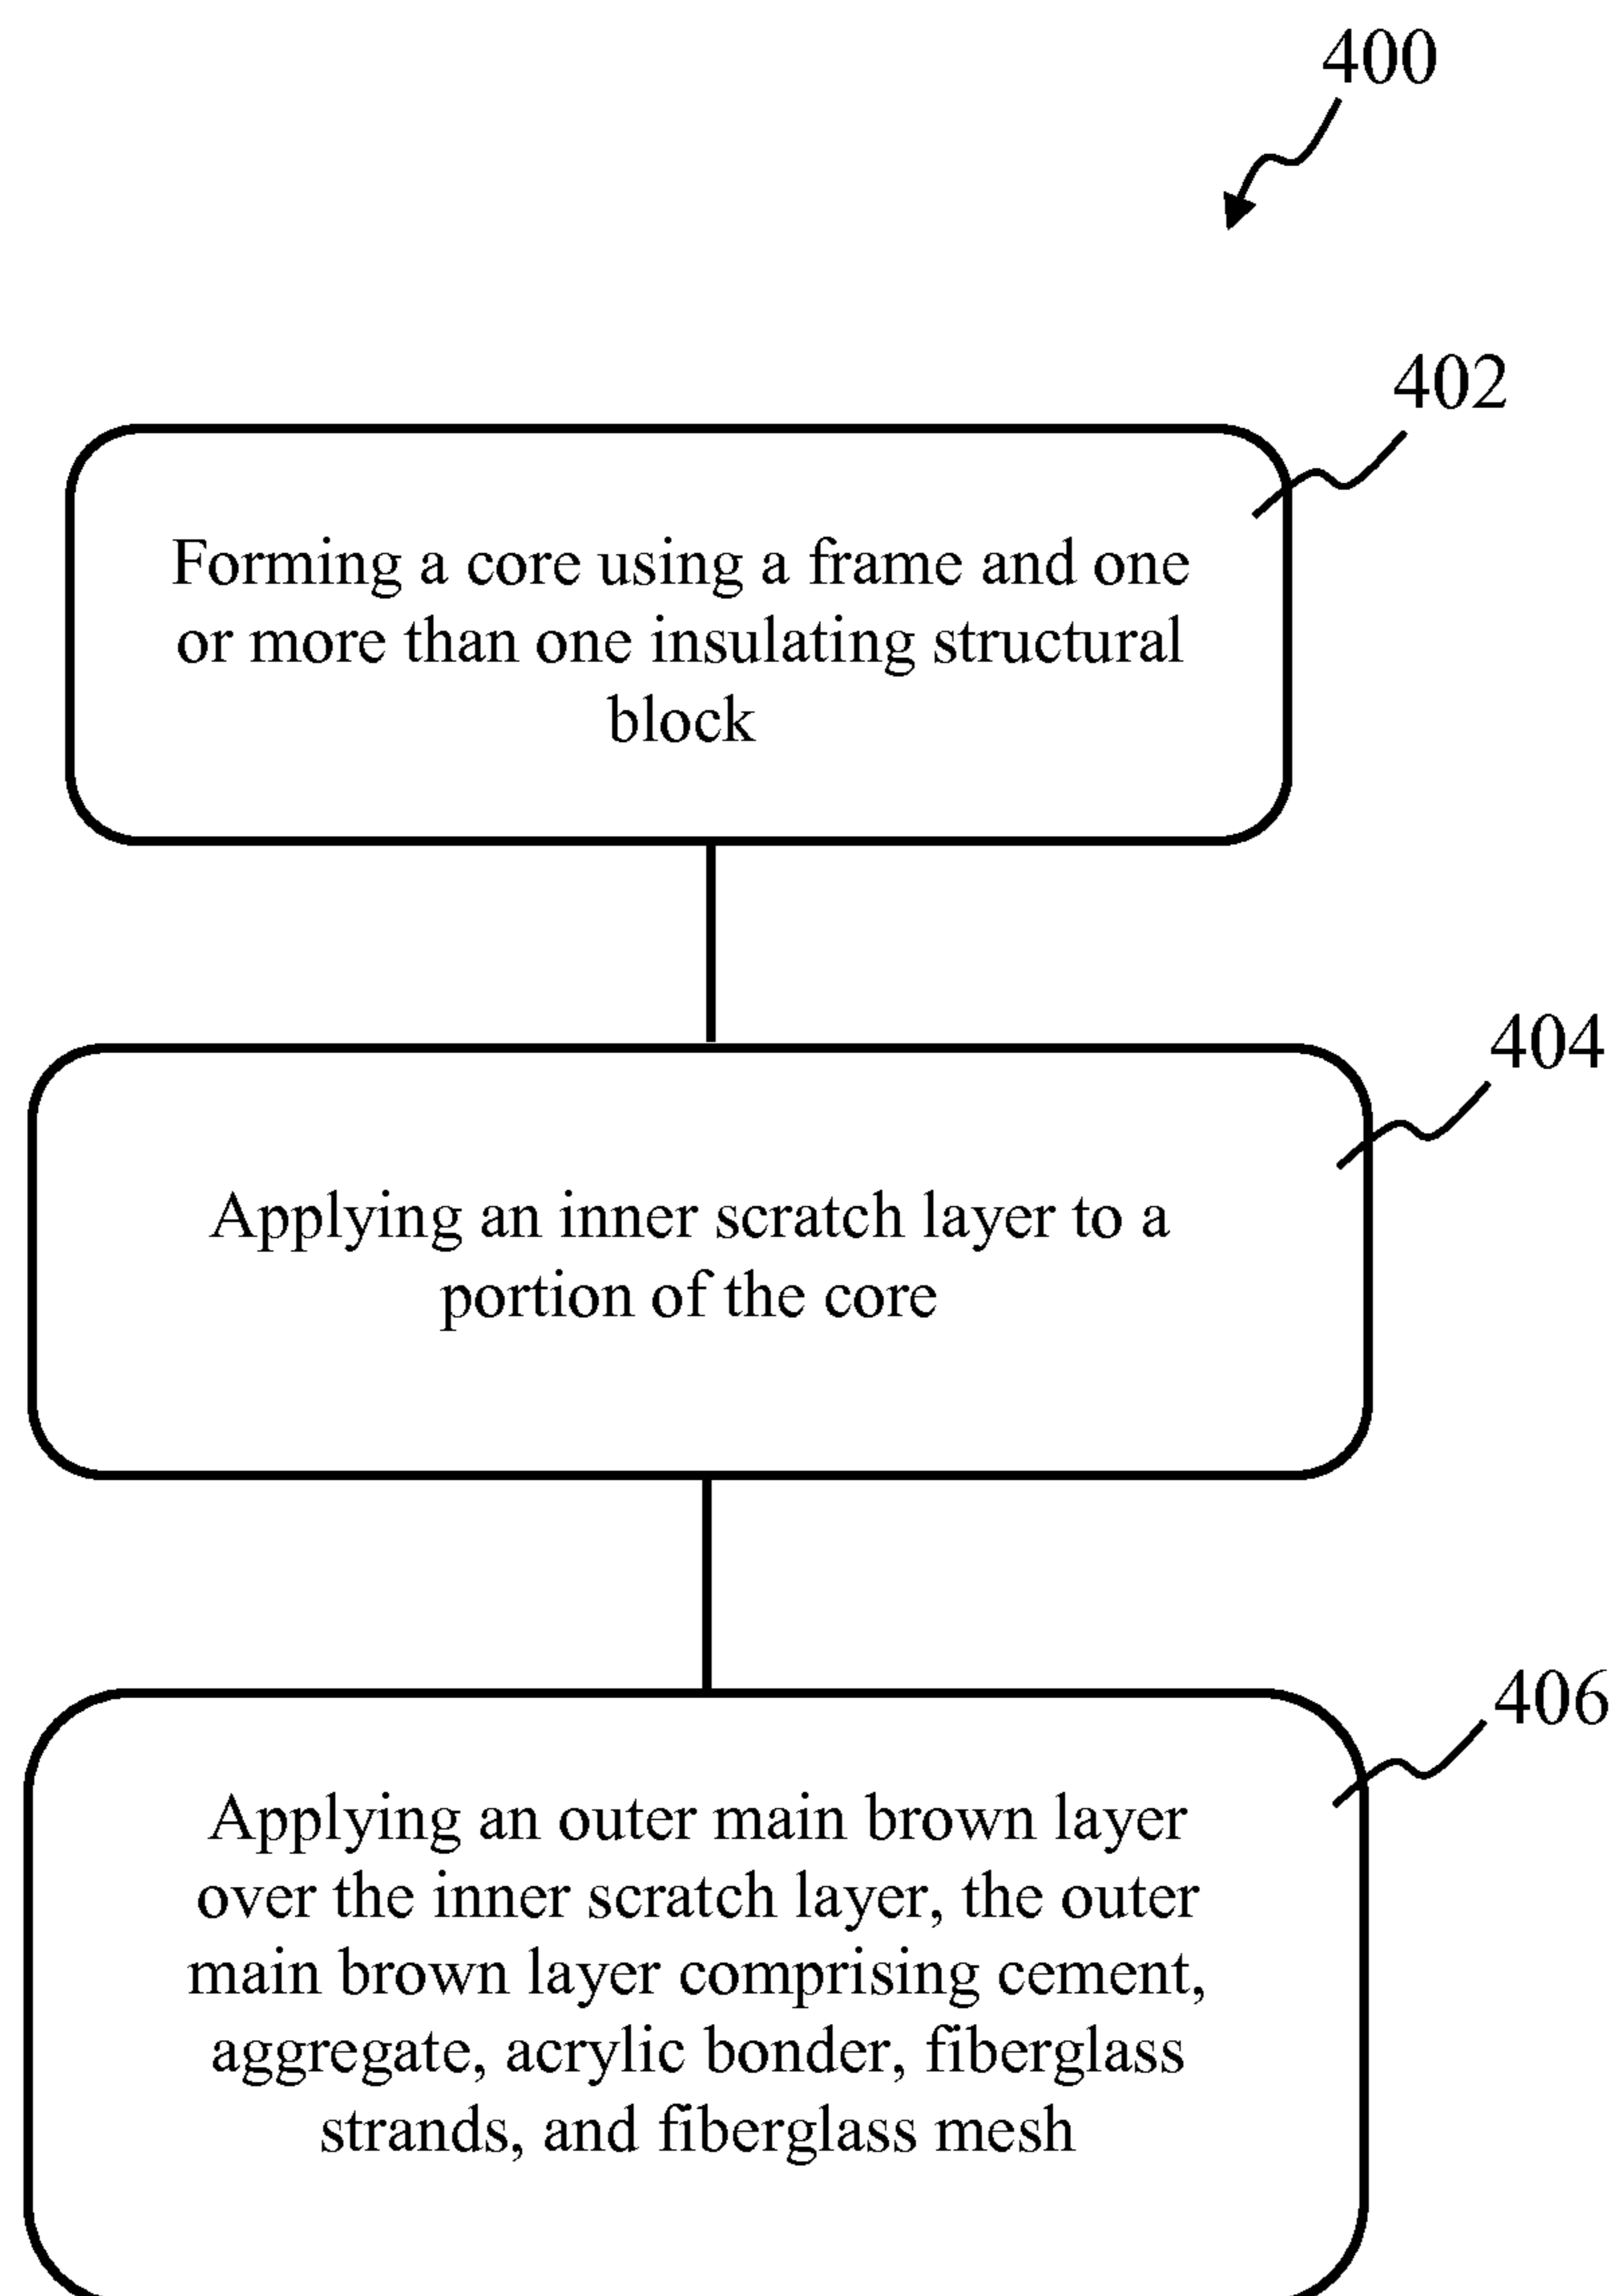 400
402
Forming a core using a frame and one
or more than one insulating structural
block
404
Applying an inner scratch layer to a
portion of the core
406
Applying an outer main brown layer
over the inner scratch layer, the outer
main brown layer comprising cement,
aggregate, acrylic bonder, fiberglass
strands, and fiberglass mesh